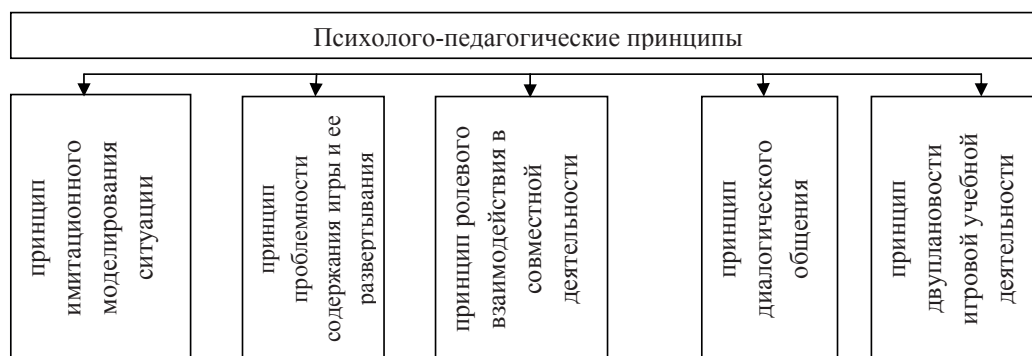 Психолого-педагогические принципы
принцип
имитационного
моделирования
ситуации
принцип
проблемности
содержания игры и ее
развертывания
принцип ролевого
взаимодействия в
совместной
деятельности
принцип
диалогического
общения
принцип
двуплановости
игровой учебной
деятельности